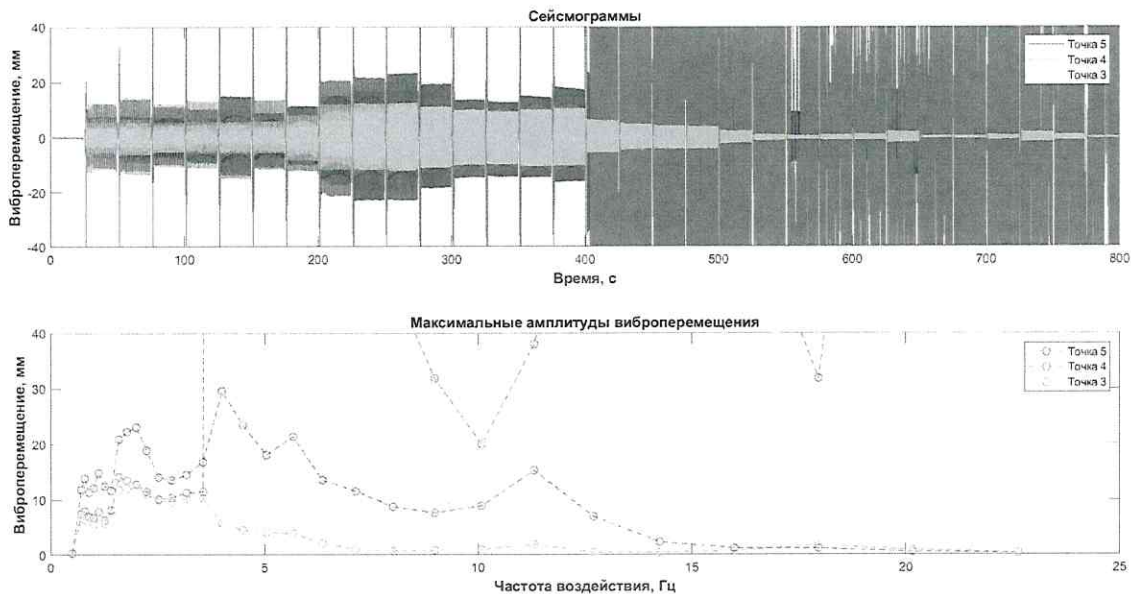 Сейсмограммы
40
20
0
-20
-40
Виброперемещение, мм
Точка 5
Точка 4
Точка 3
0 100 200 300 400 500 600 700 800
Время, с
Максимальные амплитуды виброперемещения
40
30
20
10
0
Виброперемещение, мм
Точка 5
Точка 4
Точка 3
0 5 10 15 20 25
Частота воздействия, Гц